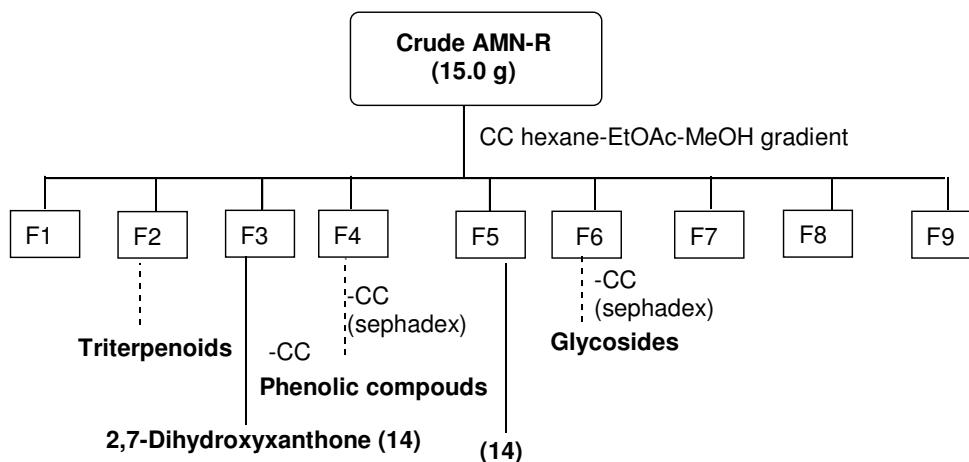 Crude AMN-R
(15.0 g)
CC hexane-EtOAc-MeOH gradient
F1
F2
F3
F4
F5
F6
F7
F8
F9
-CC
(sephadex)
-CC
(sephadex)
Triterpenoids
-CC
Glycosides
Phenolic compouds
2,7-Dihydroxyxanthone (14)
(14)